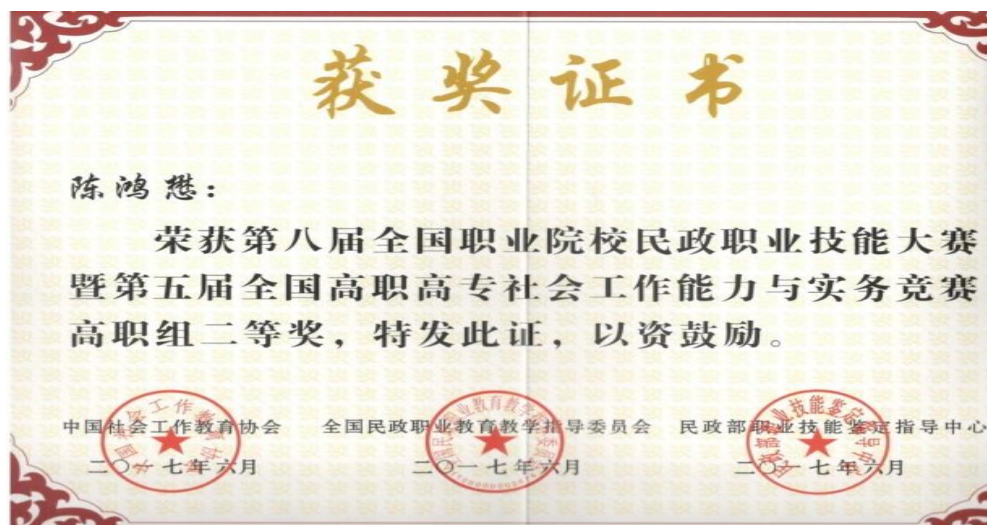 获奖证书
陈鸿懋：
荣获第八届全国职业院校民政职业技能大赛
暨第五届全国高职高专社会工作能力与实务竞赛
高职组二等奖，特发此证，以资鼓励。
中国社会工作教育协会 全国民政职业教育教学指导委员会 民政部职业技能鉴定指导中心
二〇一七年六月 二〇一七年六月 二〇一七年六月